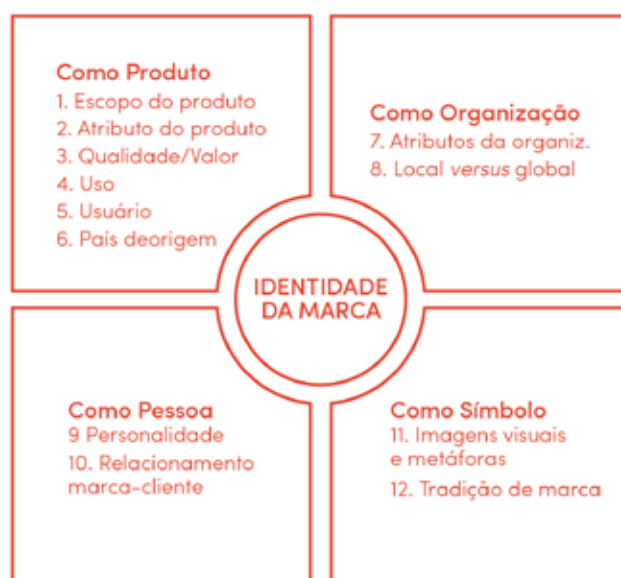 Como Produto
1. Escopo do produto
2. Atributo do produto
3. Qualidade/Valor
4. Uso
5. Usuário
6. País deorigem
Como Organização
7. Atributos da organiz.
8. Local versus global
IDENTIDADE
DA MARCA
Como Pessoa
9 Personalidade
10. Relacionamento
marca-cliente
Como Símbolo
11. Imagens visuais
e metáforas
12. Tradição de marca